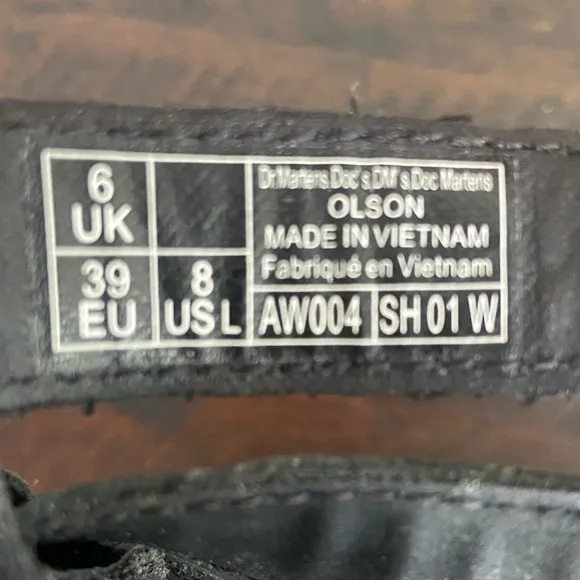 6
UK
39
EU
8
US L
Dr.Martens.Doc's.DM's.Doc Martens
OLSON
MADE IN VIETNAM
Fabriqué en Vietnam
AW004
SH 01 W